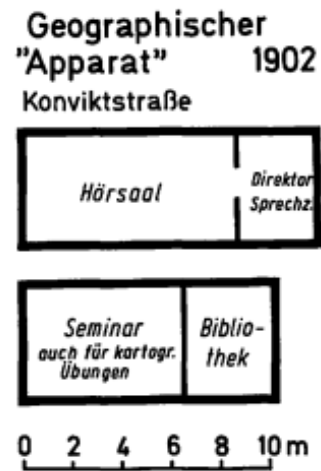 Geographischer
"Apparat" 1902
Konviktstraße
Hörsaal
Direktor
Sprechz.
Seminar
auch für kartogr.
Übungen
Biblio-
thek
0 2 4 6 8 10 m